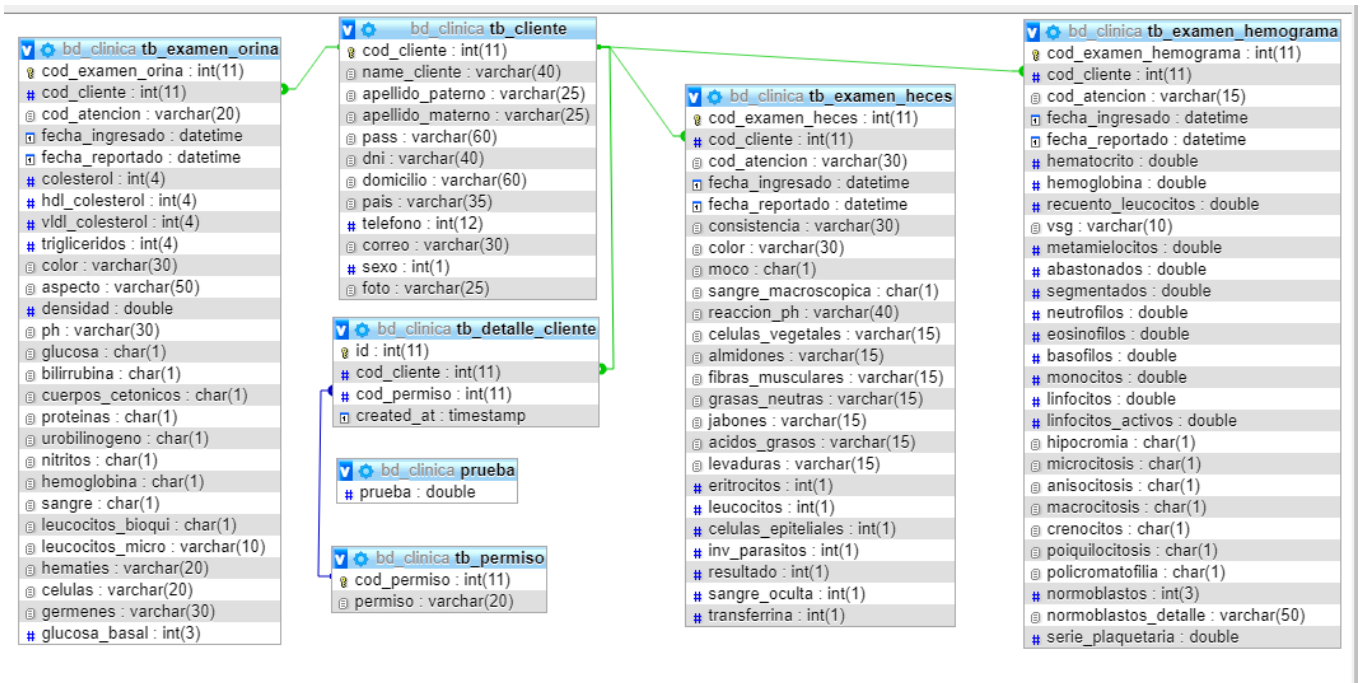 bd_clinica tb_examen_orina
cod_examen_orina : int(11)
cod_cliente : int(11)
cod_atencion : varchar(20)
fecha_ingresado : datetime
fecha_reportado : datetime
colesterol : int(4)
hdl_colesterol : int(4)
vldl_colesterol : int(4)
trigliceridos : int(4)
color : varchar(30)
aspecto : varchar(50)
densidad : double
ph : varchar(30)
glucosa : char(1)
bilirrubina : char(1)
cuerpos_cetonicos : char(1)
proteinas : char(1)
urobilinogeno : char(1)
nitritos : char(1)
hemoglobina : char(1)
sangre : char(1)
leucocitos_bioqui : char(1)
leucocitos_micro : varchar(10)
hematies : varchar(20)
celulas : varchar(20)
germenes : varchar(30)
glucosa_basal : int(3)
bd_clinica tb_cliente
cod_cliente : int(11)
name_cliente : varchar(40)
apellido_paterno : varchar(25)
apellido_materno : varchar(25)
pass : varchar(60)
dni : varchar(40)
domicilio : varchar(60)
pais : varchar(35)
telefono : int(12)
correo : varchar(30)
sexo : int(1)
foto : varchar(25)
bd_clinica tb_detalle_cliente
id : int(11)
cod_cliente : int(11)
cod_permiso : int(11)
created_at : timestamp
bd_clinica prueba
prueba : double
bd_clinica tb_permiso
cod_permiso : int(11)
permiso : varchar(20)
bd_clinica tb_examen_heces
cod_examen_heces : int(11)
cod_cliente : int(11)
cod_atencion : varchar(30)
fecha_ingresado : datetime
fecha_reportado : datetime
consistencia : varchar(30)
color : varchar(30)
moco : char(1)
sangre_macroscopica : char(1)
reaccion_ph : varchar(40)
celulas_vegetales : varchar(15)
almidones : varchar(15)
fibras_musculares : varchar(15)
grasas_neutras : varchar(15)
jabones : varchar(15)
acidos_grasos : varchar(15)
levaduras : varchar(15)
eritrocitos : int(1)
leucocitos : int(1)
celulas_epiteliales : int(1)
inv_parasitos : int(1)
resultado : int(1)
sangre_oculta : int(1)
transferrina : int(1)
bd_clinica tb_examen_hemograma
cod_examen_hemograma : int(11)
cod_cliente : int(11)
cod_atencion : varchar(15)
fecha_ingresado : datetime
fecha_reportado : datetime
hematocrito : double
hemoglobina : double
recuento_leucocitos : double
vsg : varchar(10)
metamielocitos : double
abastonados : double
segmentados : double
neutrofilos : double
eosinofilos : double
basofilos : double
monocitos : double
linfocitos : double
linfocitos_activos : double
hipocromia : char(1)
microcitosis : char(1)
anisocitosis : char(1)
macrocitosis : char(1)
crenocitos : char(1)
poiquilocitosis : char(1)
policromatofilia : char(1)
normoblastos : int(3)
normoblastos_detalle : varchar(50)
serie_plaquetaria : double